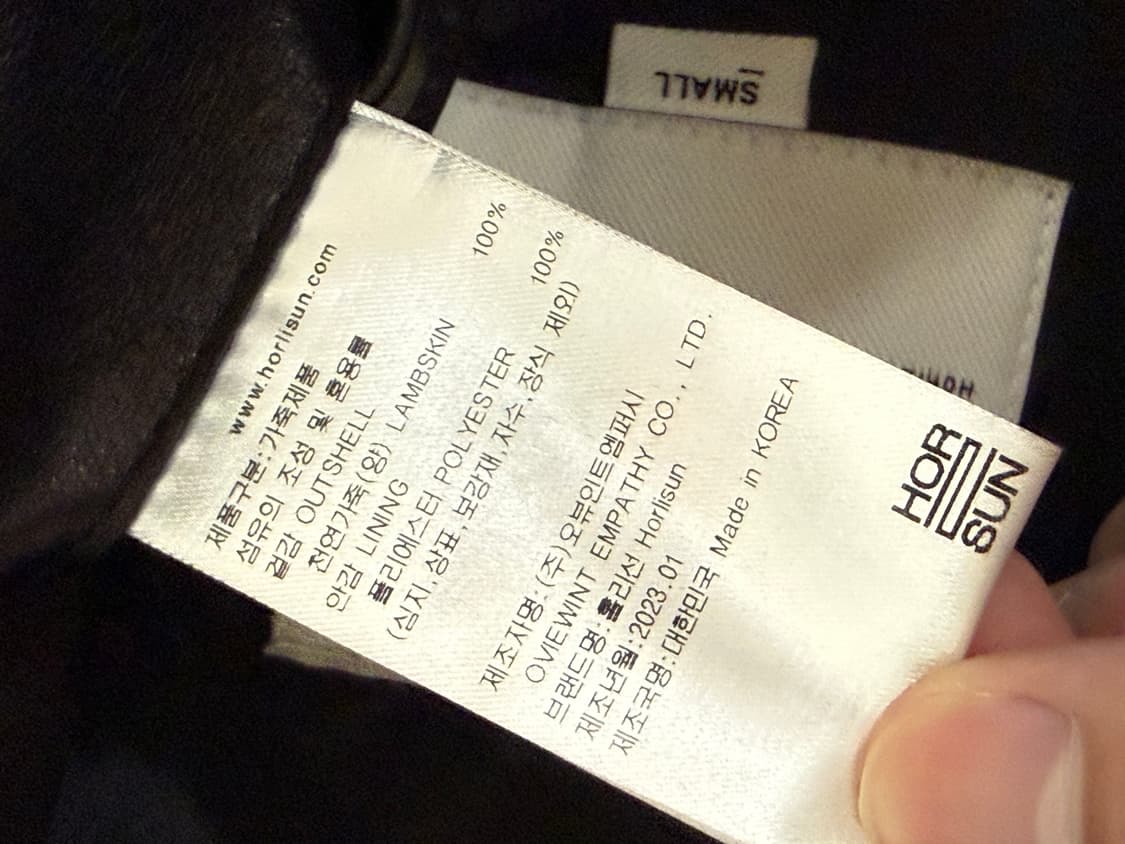 SMALL
www.horlisun.com
제품구분:가죽제품
섬유의 조성 및 혼용률
겉감 OUTSHELL
천연가죽(양) LAMBSKIN 100%
안감 LINING
폴리에스터 POLYESTER 100%
(심지,상표,보강재,자수,장식 제외)
제조자명:(주)오뷰인트엠퍼시
OVIEWINT EMPATHY CO., LTD.
브랜드명:홀리선 Horlisun
제조년월:2023.01
제조국명:대한민국 Made in KOREA
HOR
SUN